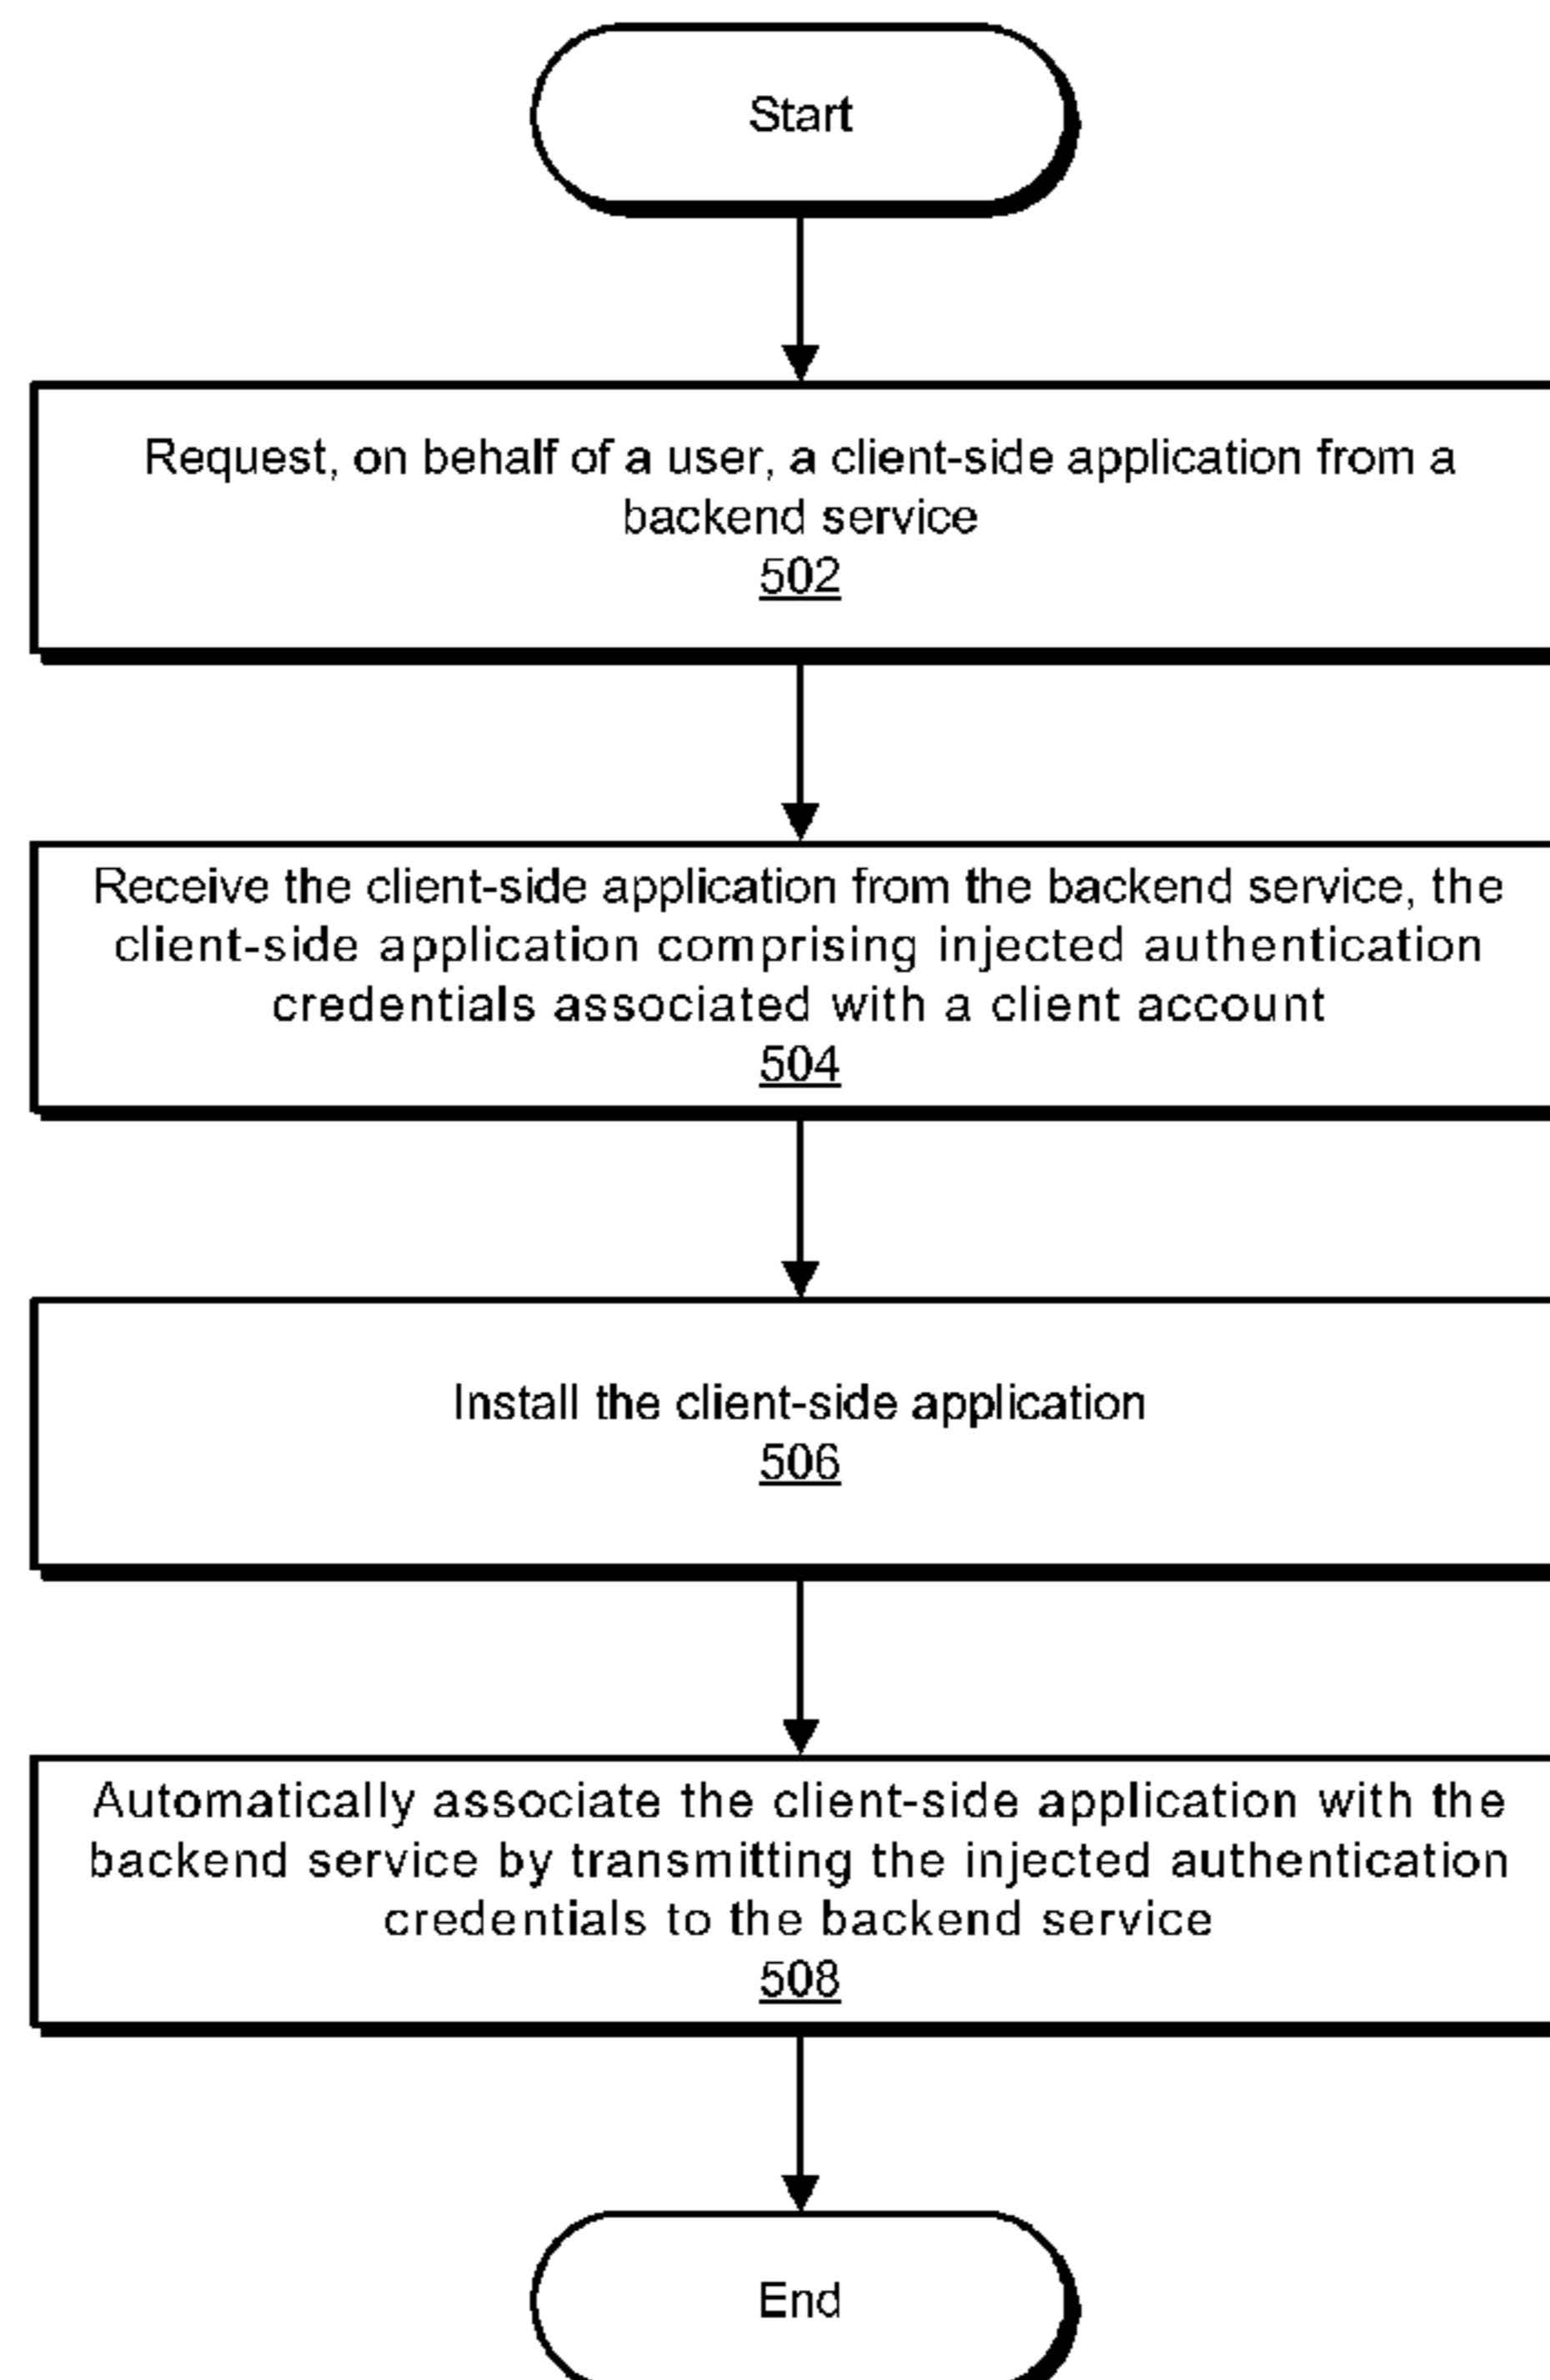 Start
Request, on behalf of a user, a client-side application from a
backend service
502
Receive the client-side application from the backend service, the
client-side application comprising injected authentication
credentials associated with a client account
504
Install the client-side application
506
Automatically associate the client-side application with the
backend service by transmitting the injected authentication
credentials to the backend service
508
End